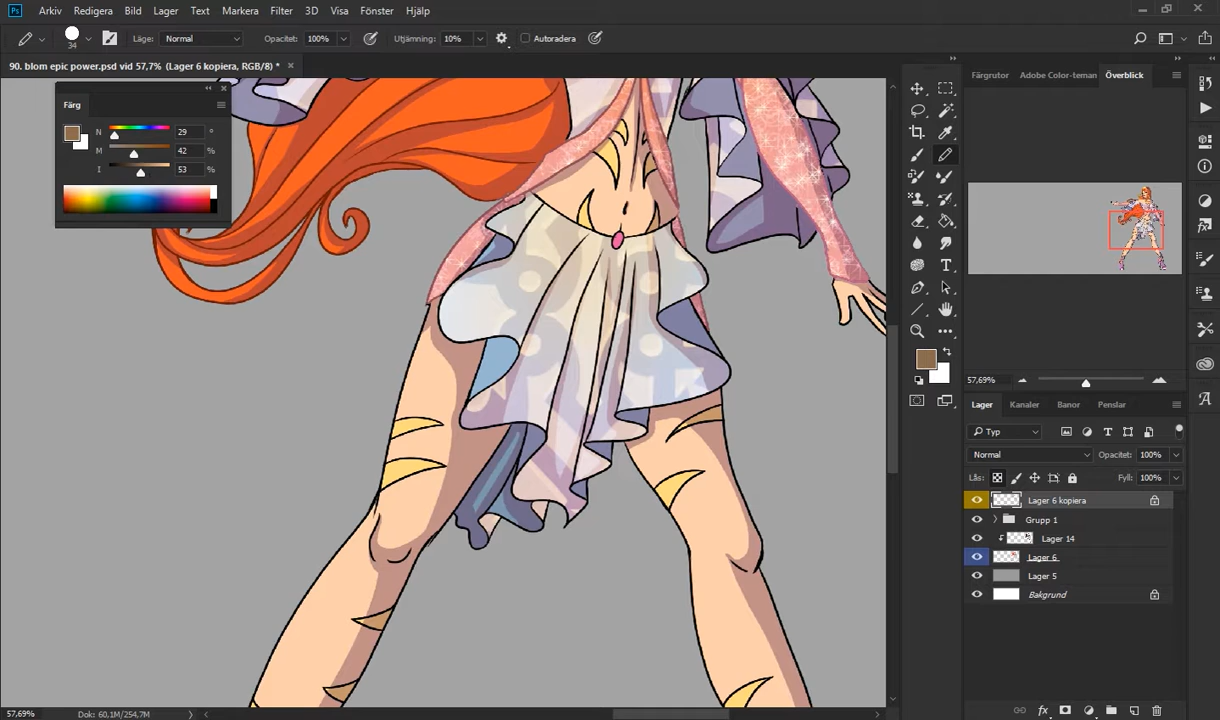 Ps Arkiv Redigera Bild Lager Text Markera Filter 3D Visa Fönster Hjälp
34 Läge: Normal Opacitet: 100% Utjämning: 10% Autoradera
90. blom epic power.psd vid 57,7% (Lager 6 kopiera, RGB/8) *
Färg
N 29 °
M 42 %
I 53 %
Färgrutor Adobe Color-teman Överblick
57,69%
Lager Kanaler Banor Penslar
Typ
Normal Opacitet: 100%
Lås: Fyll: 100%
Lager 6 kopiera
Grupp 1
Lager 14
Lager 6
Lager 5
Bakgrund
57,69% Dok: 60,1M/254,7M